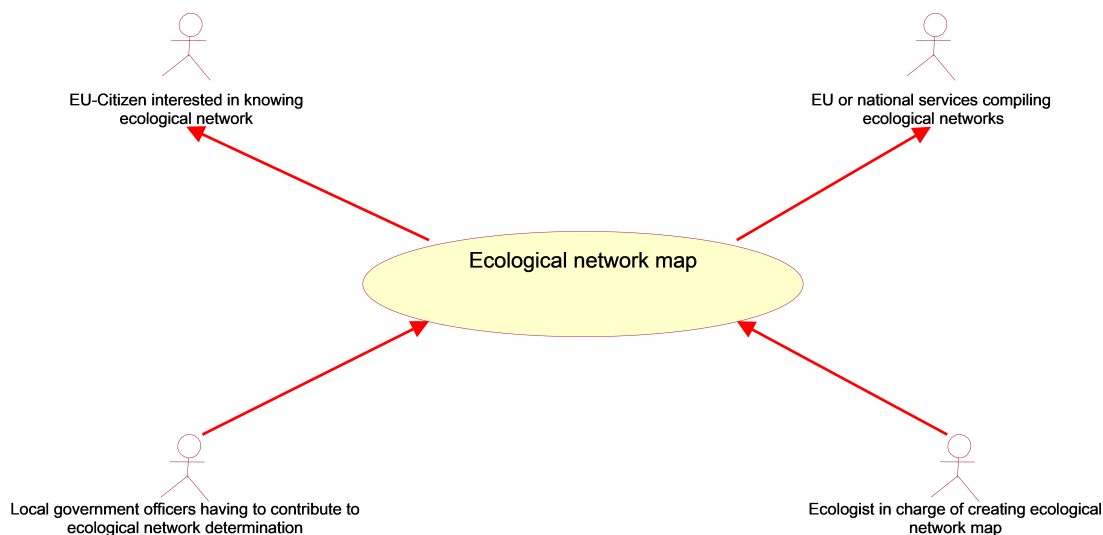 EU-Citizen interested in knowing
ecological network
EU or national services compiling
ecological networks
Ecological network map
Local government officers having to contribute to
ecological network determination
Ecologist in charge of creating ecological
network map